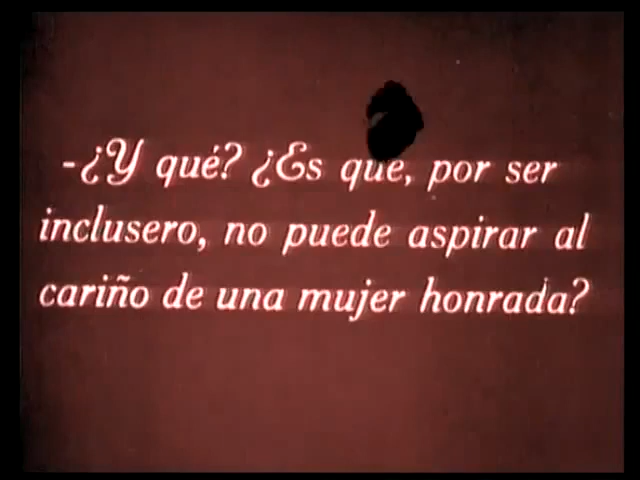 -¿Y qué? ¿Es que, por ser
inclusero, no puede aspirar al
cariño de una mujer honrada?